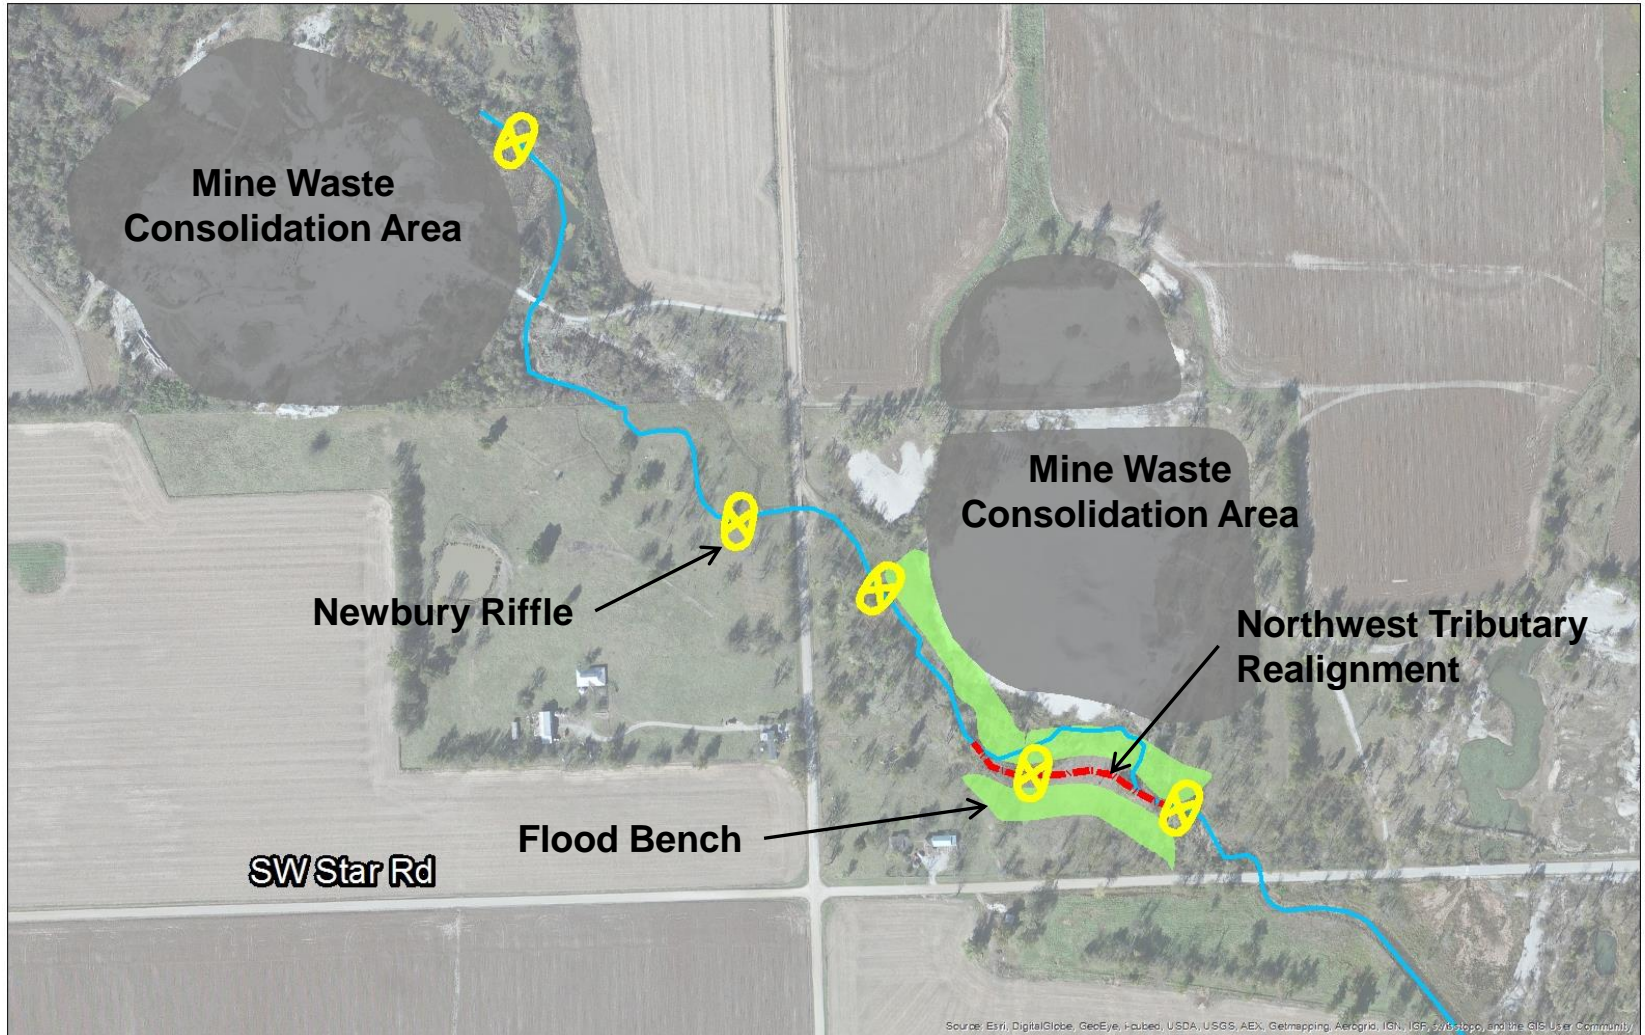 Mine Waste
Consolidation Area
Mine Waste
Consolidation Area
Newbury Riffle
Northwest Tributary
Realignment
Flood Bench
SW Star Rd
Source: Esri, DigitalGlobe, GeoEye, i-cubed, USDA, USGS, AEX, Getmapping, Aerogrid, IGN, IGP, swisstopo, and the GIS User Community